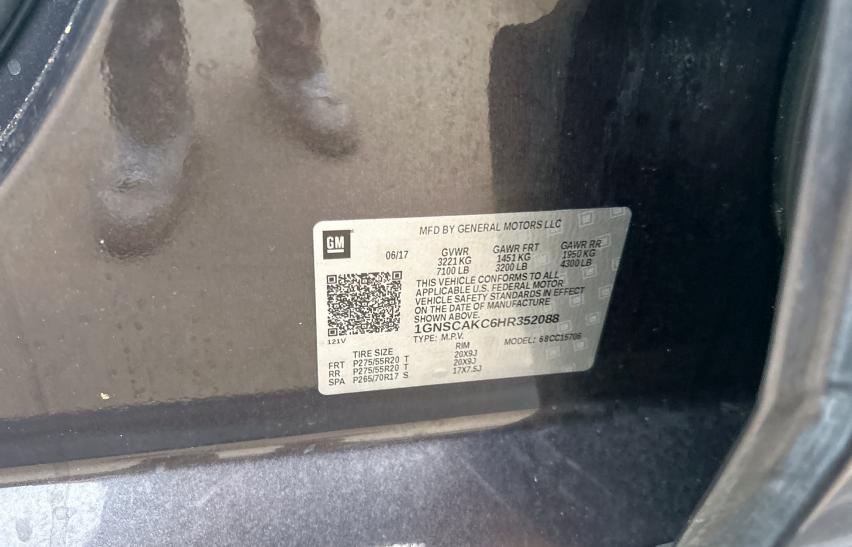 GM
MFD BY GENERAL MOTORS LLC
06/17 GVWR GAWR FRT GAWR RR
3221 KG 1451 KG 1950 KG
7100 LB 3200 LB 4300 LB
THIS VEHICLE CONFORMS TO ALL
APPLICABLE U.S. FEDERAL MOTOR
VEHICLE SAFETY STANDARDS IN EFFECT
ON THE DATE OF MANUFACTURE
SHOWN ABOVE.
1GNSCAKC6HR352088
121V
TYPE: M.P.V. MODEL: 68CC15706
TIRE SIZE RIM
FRT P275/55R20 T 20X9J
RR P275/55R20 T 20X9J
SPA P265/70R17 S 17X7.5J